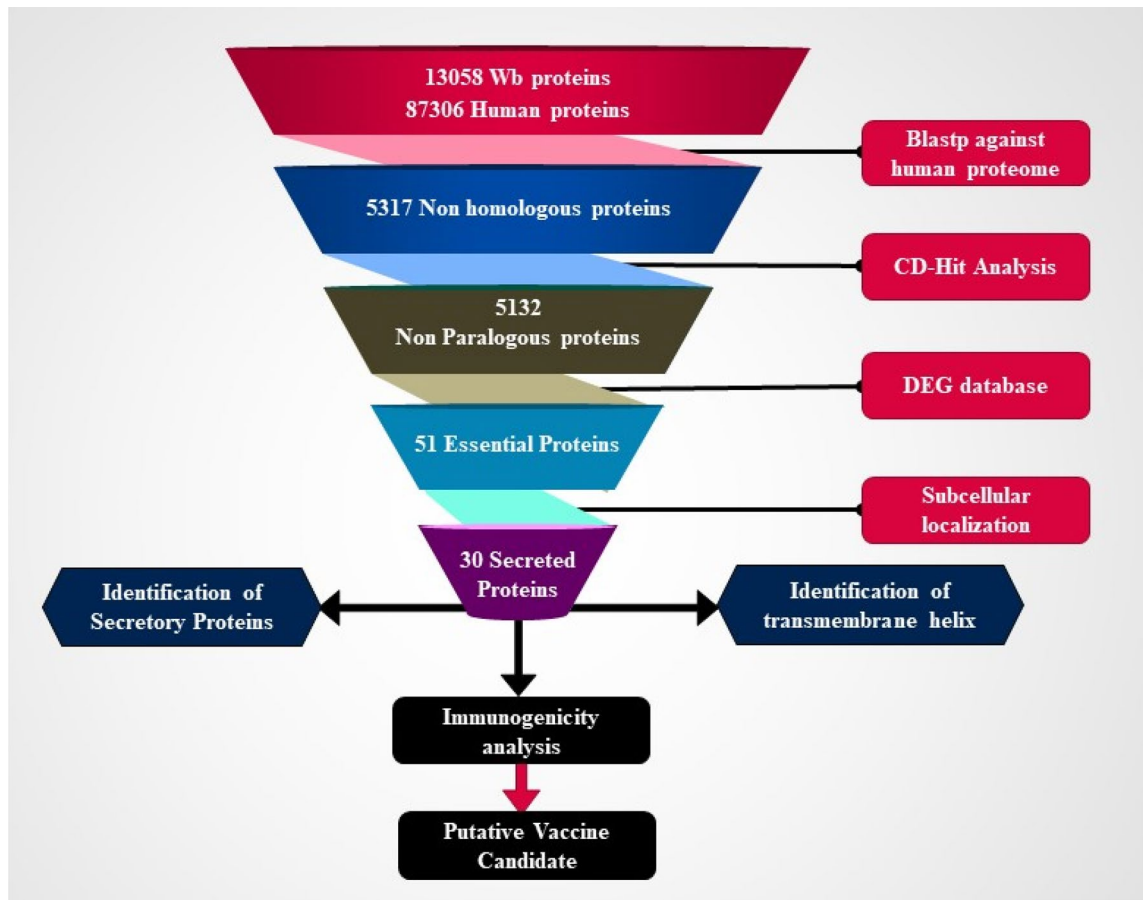 13058 Wb proteins
87306 Human proteins
Blastp against
human proteome
5317 Non homologous proteins
CD-Hit Analysis
5132
Non Paralogous proteins
DEG database
51 Essential Proteins
Subcellular
localization
30 Secreted
Proteins
Identification of
Secretory Proteins
Identification of
transmembrane helix
Immunogenicity
analysis
Putative Vaccine
Candidate